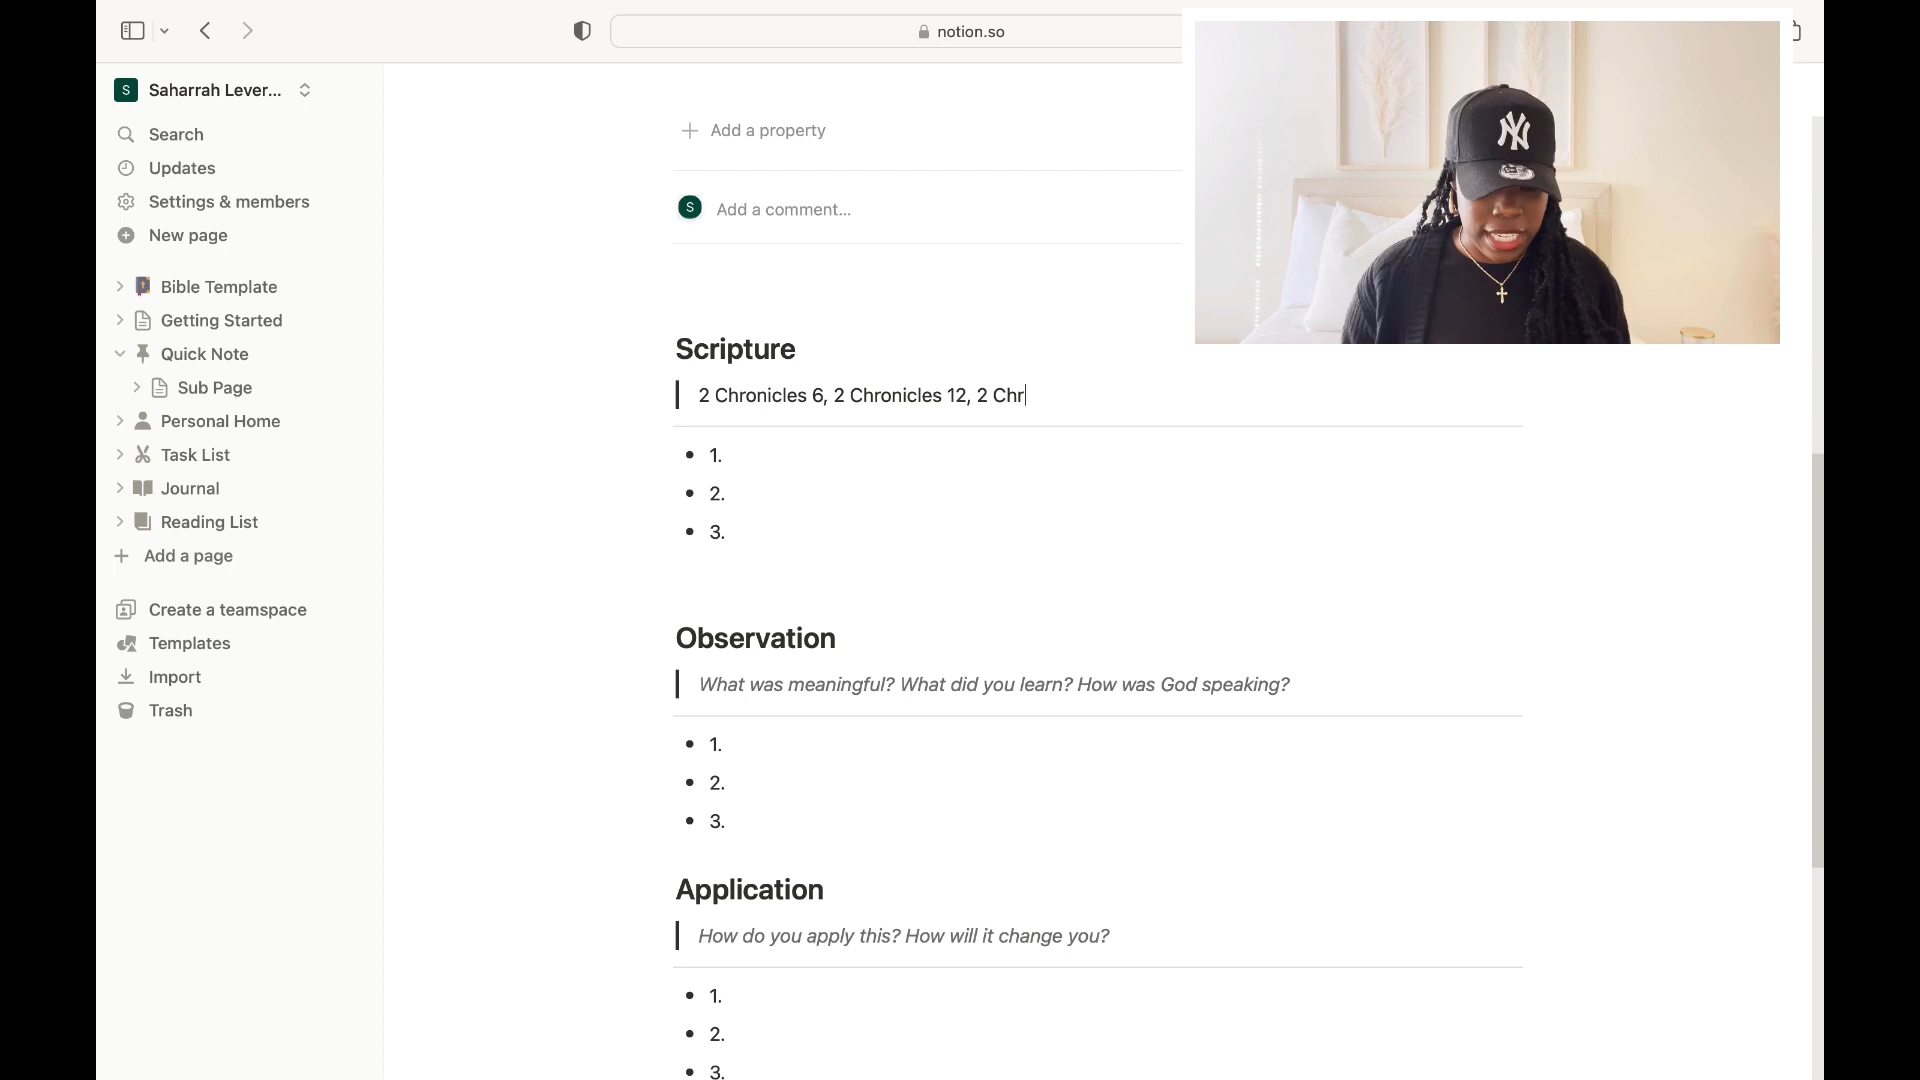 notion.so
S Saharrah Lever...
Search
Updates
Settings & members
New page
Bible Template
Getting Started
Quick Note
Sub Page
Personal Home
Task List
Journal
Reading List
Add a page
Create a teamspace
Templates
Import
Trash
Add a property
S Add a comment...
Scripture
2 Chronicles 6, 2 Chronicles 12, 2 Chr
• 1.
• 2.
• 3.
Observation
What was meaningful? What did you learn? How was God speaking?
• 1.
• 2.
• 3.
Application
How do you apply this? How will it change you?
• 1.
• 2.
• 3.
NY